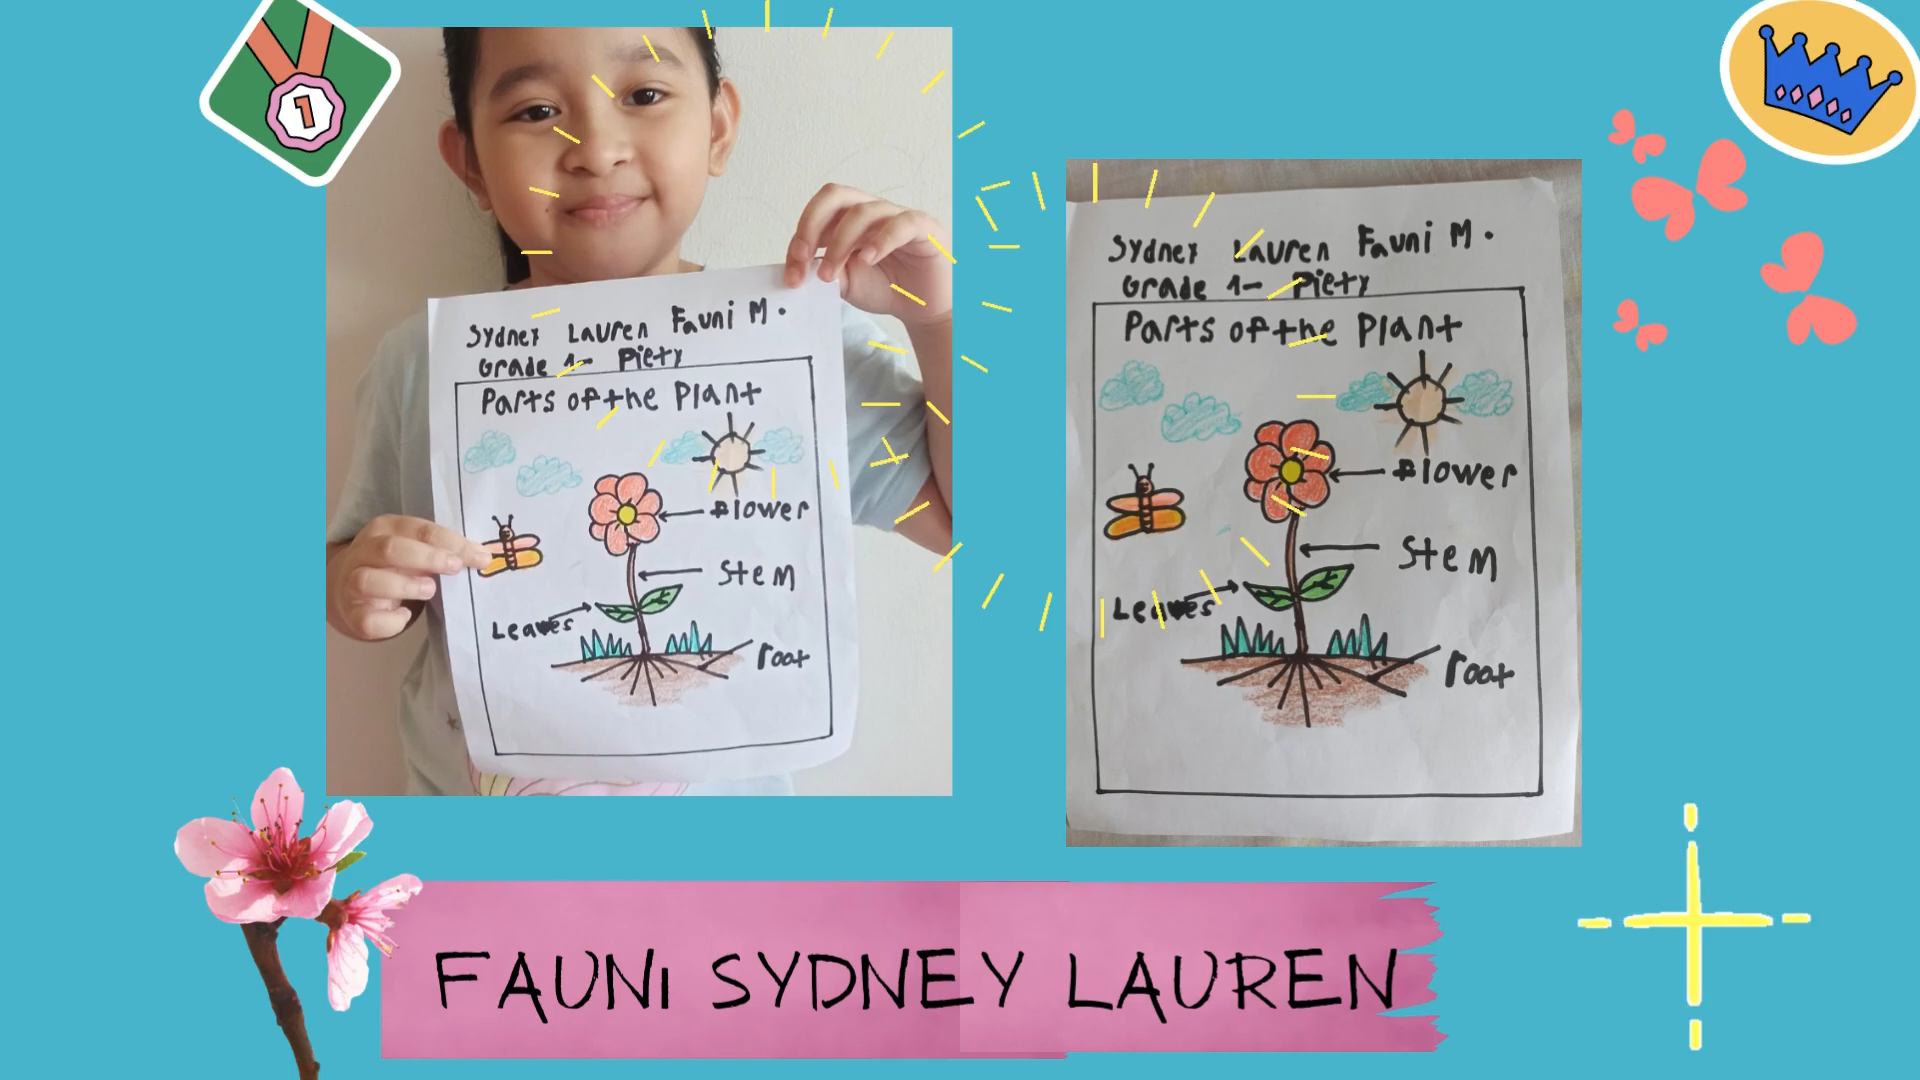 1
Sydney Lauren Fauni M.
Grade 1- Piety
Parts of the Plant
flower
Stem
Leaves
root
Sydney Lauren Fauni M.
Grade 1- Piety
Parts of the Plant
flower
Stem
Leaves
root
FAUNI SYDNEY LAUREN